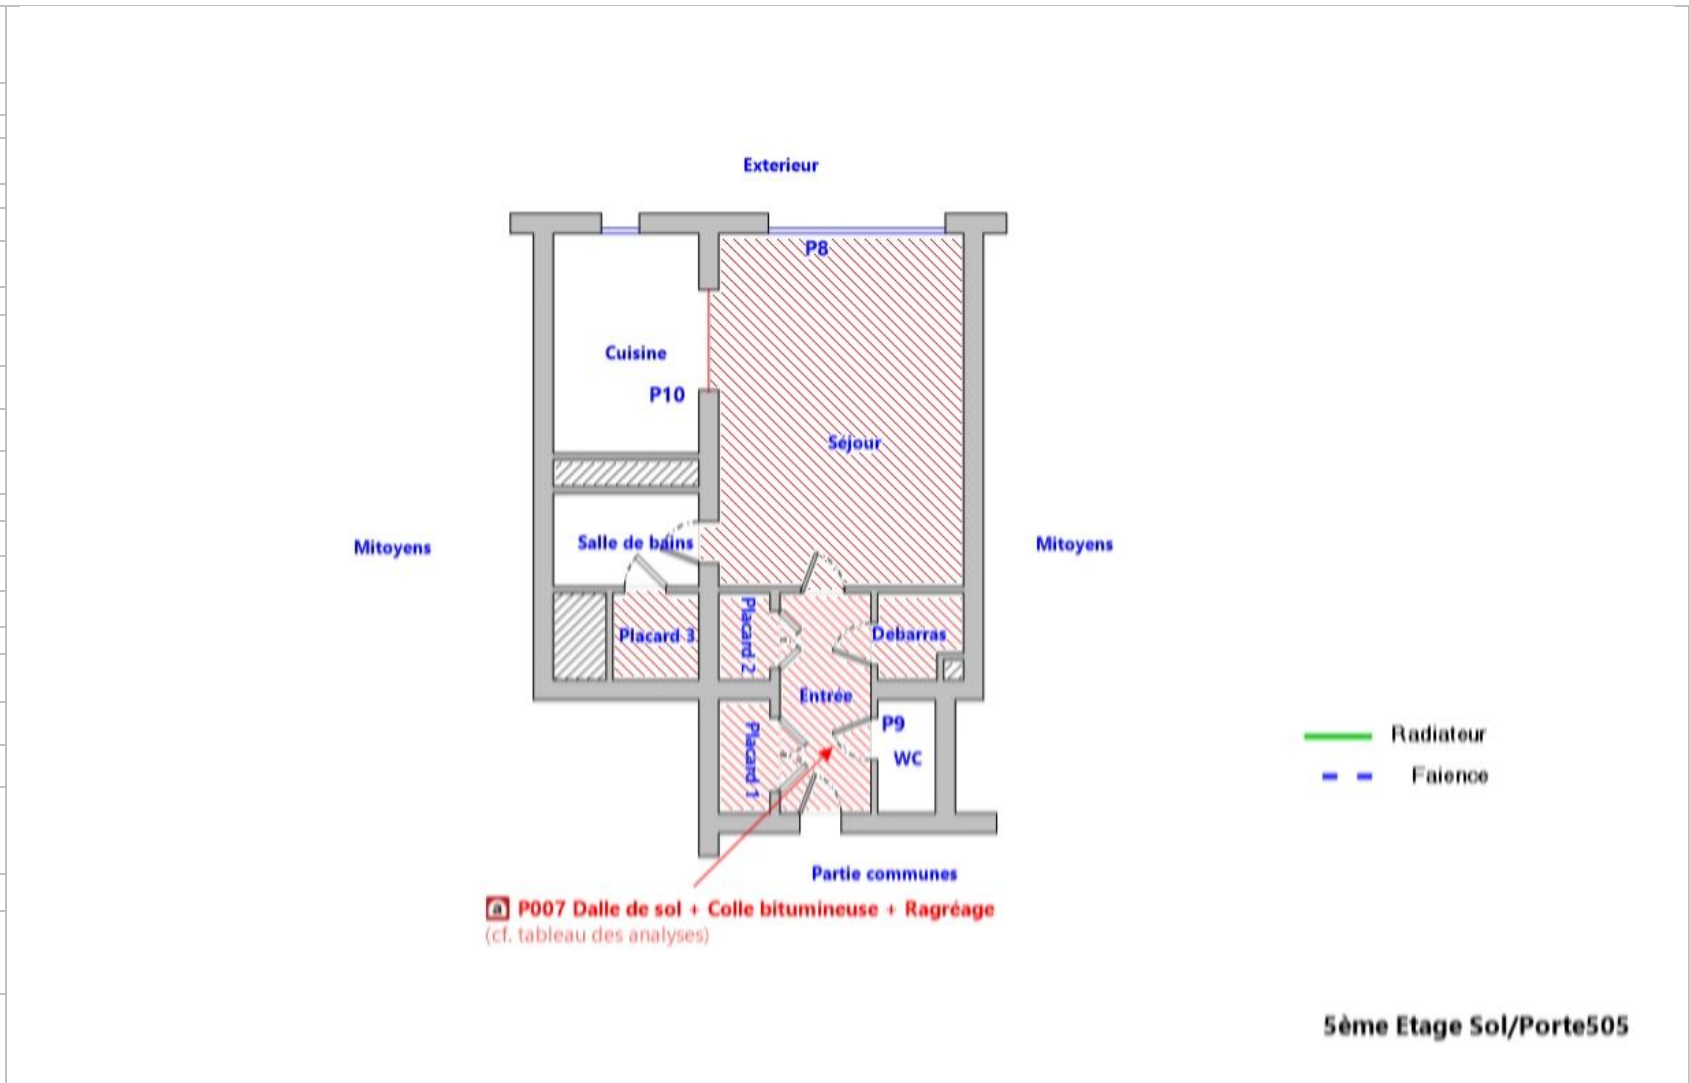 Exterieur
P8
Cuisine
P10
Séjour
Mitoyens
Salle de bains
Mitoyens
Placard 3
Placard 2
Debarras
Entrée
P9
WC
Placard 1
Radiateur
Faience
Partie communes
a P007 Dalle de sol + Colle bitumineuse + Ragréage
(cf. tableau des analyses)
5ème Etage Sol/Porte505